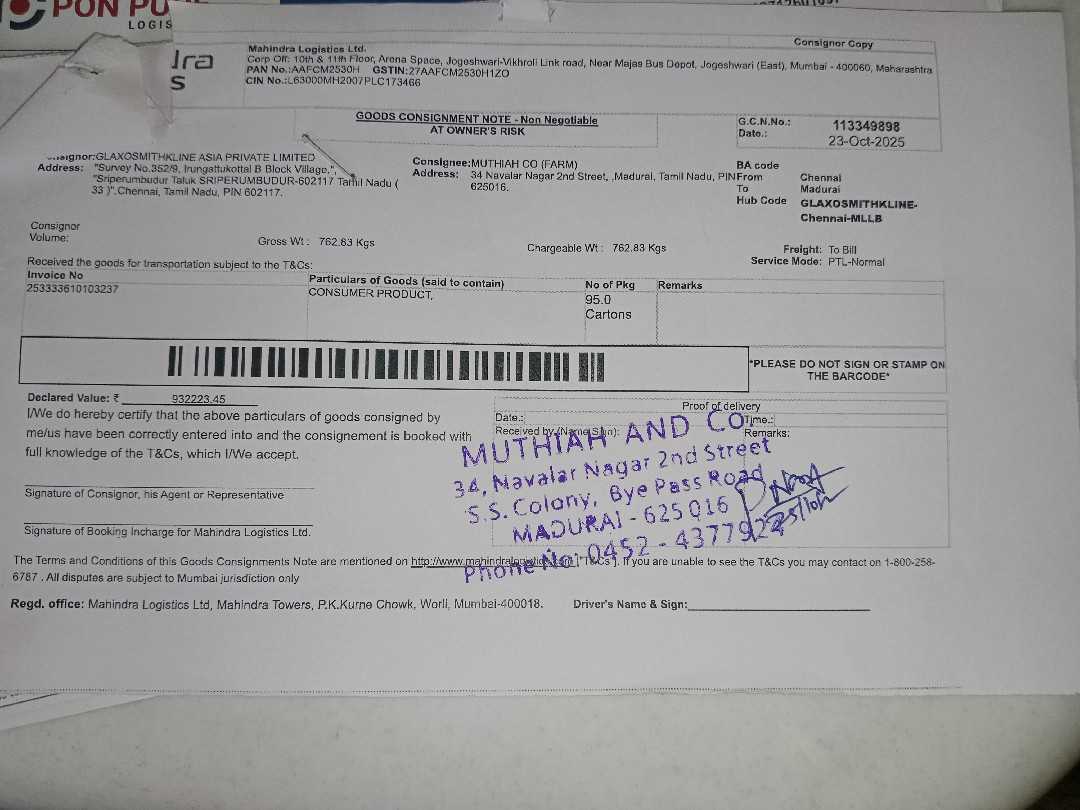 PON PU
LOGIS
Consignor Copy
dra
s
Mahindra Logistics Ltd.
Corp Off: 10th & 11th Floor, Arena Space, Jogeshwari-Vikhroli Link road, Near Majas Bus Depot, Jogeshwari (East), Mumbai - 400060, Maharashtra
PAN No.:AAFCM2530H GSTIN:27AAFCM2530H1ZO
CIN No.:L63000MH2007PLC173466
GOODS CONSIGNMENT NOTE - Non Negotiable
AT OWNER'S RISK
G.C.N.No.: 113349898
Date.: 23-Oct-2025
signor:GLAXOSMITHKLINE ASIA PRIVATE LIMITED
Address: "Survey No.352/9, Irungattukottai B Block Village,",
"Sriperumbudur Taluk SRIPERUMBUDUR-602117 Tamil Nadu (
33 )".Chennai, Tamil Nadu, PIN 602117.
Consignee:MUTHIAH CO (FARM)
Address: 34 Navalar Nagar 2nd Street, ,Madurai, Tamil Nadu, PIN
625016.
BA code
From Chennai
To Madurai
Hub Code GLAXOSMITHKLINE-
Chennai-MLLB
Consignor
Volume:
Gross Wt : 762.83 Kgs
Chargeable Wt : 762.83 Kgs
Freight: To Bill
Service Mode: PTL-Normal
Received the goods for transportation subject to the T&Cs:
Invoice No
253333610103237
Particulars of Goods (said to contain)
CONSUMER PRODUCT,
No of Pkg
95.0
Cartons
Remarks
*PLEASE DO NOT SIGN OR STAMP ON
THE BARCODE*
Declared Value: ₹ 932223.45
I/We do hereby certify that the above particulars of goods consigned by
me/us have been correctly entered into and the consignement is booked with
full knowledge of the T&Cs, which I/We accept.
Signature of Consignor, his Agent or Representative
Signature of Booking Incharge for Mahindra Logistics Ltd.
Proof of delivery
Date.: Time.:
Received by (Name Sign): Remarks:
MUTHIAH AND CO
34, Navalar Nagar 2nd Street
S.S. Colony, Bye Pass Road
MADURAI - 625016
Phone No: 0452 - 4377922
The Terms and Conditions of this Goods Consignments Note are mentioned on http://www.mahindralogistics.com ["T&Cs"]. If you are unable to see the T&Cs you may contact on 1-800-258-
6787 . All disputes are subject to Mumbai jurisdiction only
Regd. office: Mahindra Logistics Ltd, Mahindra Towers, P.K.Kurne Chowk, Worli, Mumbai-400018.
Driver's Name & Sign: